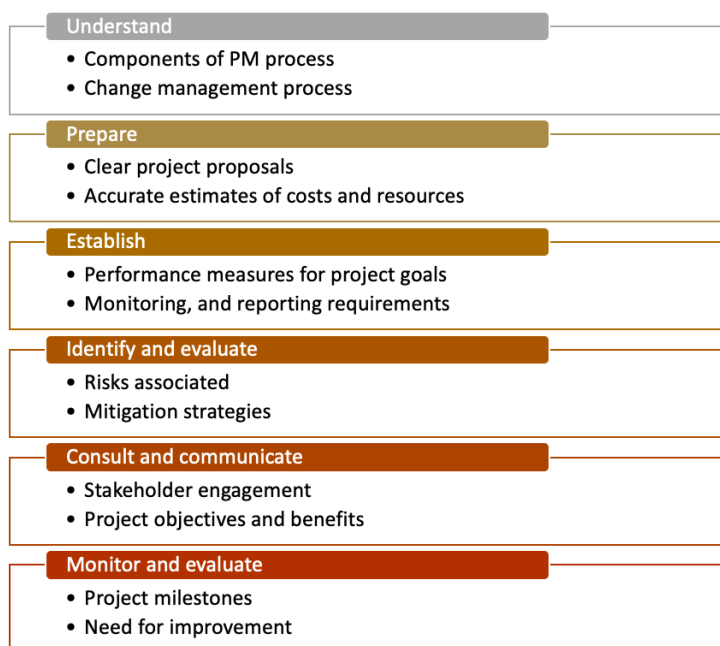 Understand
• Components of PM process
• Change management process
Prepare
• Clear project proposals
• Accurate estimates of costs and resources
Establish
• Performance measures for project goals
• Monitoring, and reporting requirements
Identify and evaluate
• Risks associated
• Mitigation strategies
Consult and communicate
• Stakeholder engagement
• Project objectives and benefits
Monitor and evaluate
• Project milestones
• Need for improvement